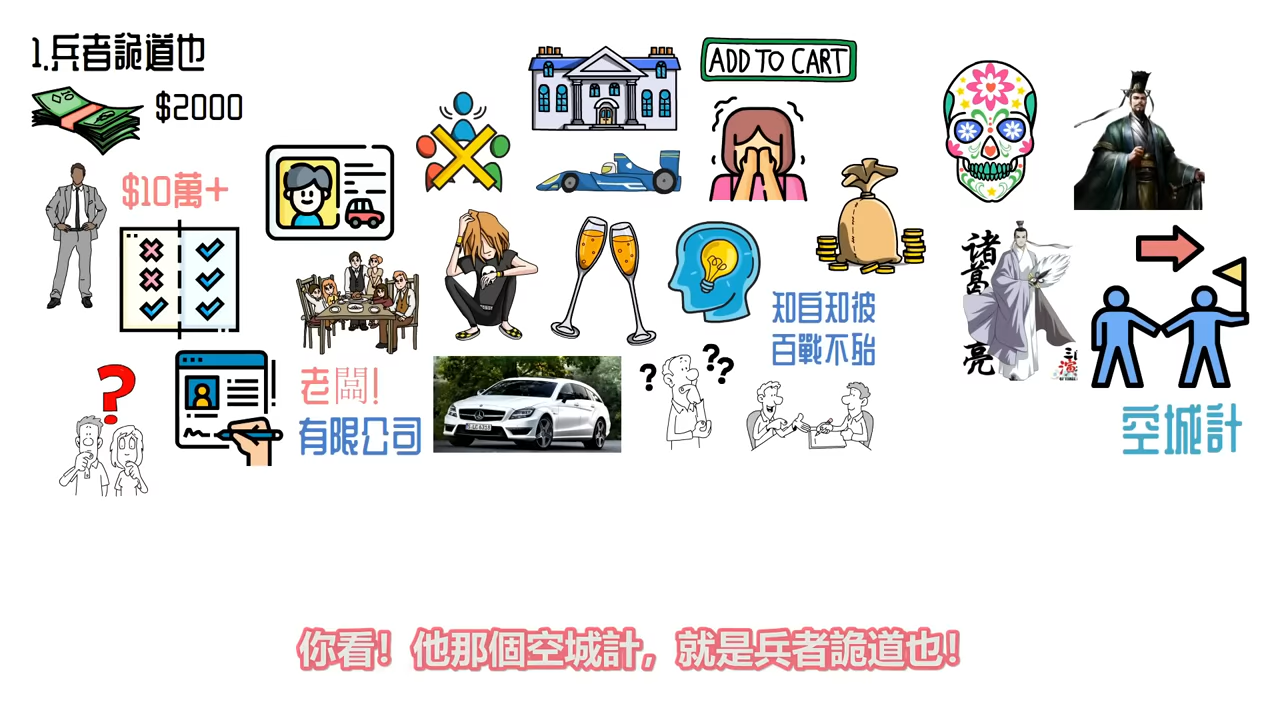 1.兵者詭道也
$2000
$10萬+
老闆!
有限公司
ADD TO CART
知自知彼
百戰不胎
諸葛亮
空城計
你看！他那個空城計，就是兵者詭道也！